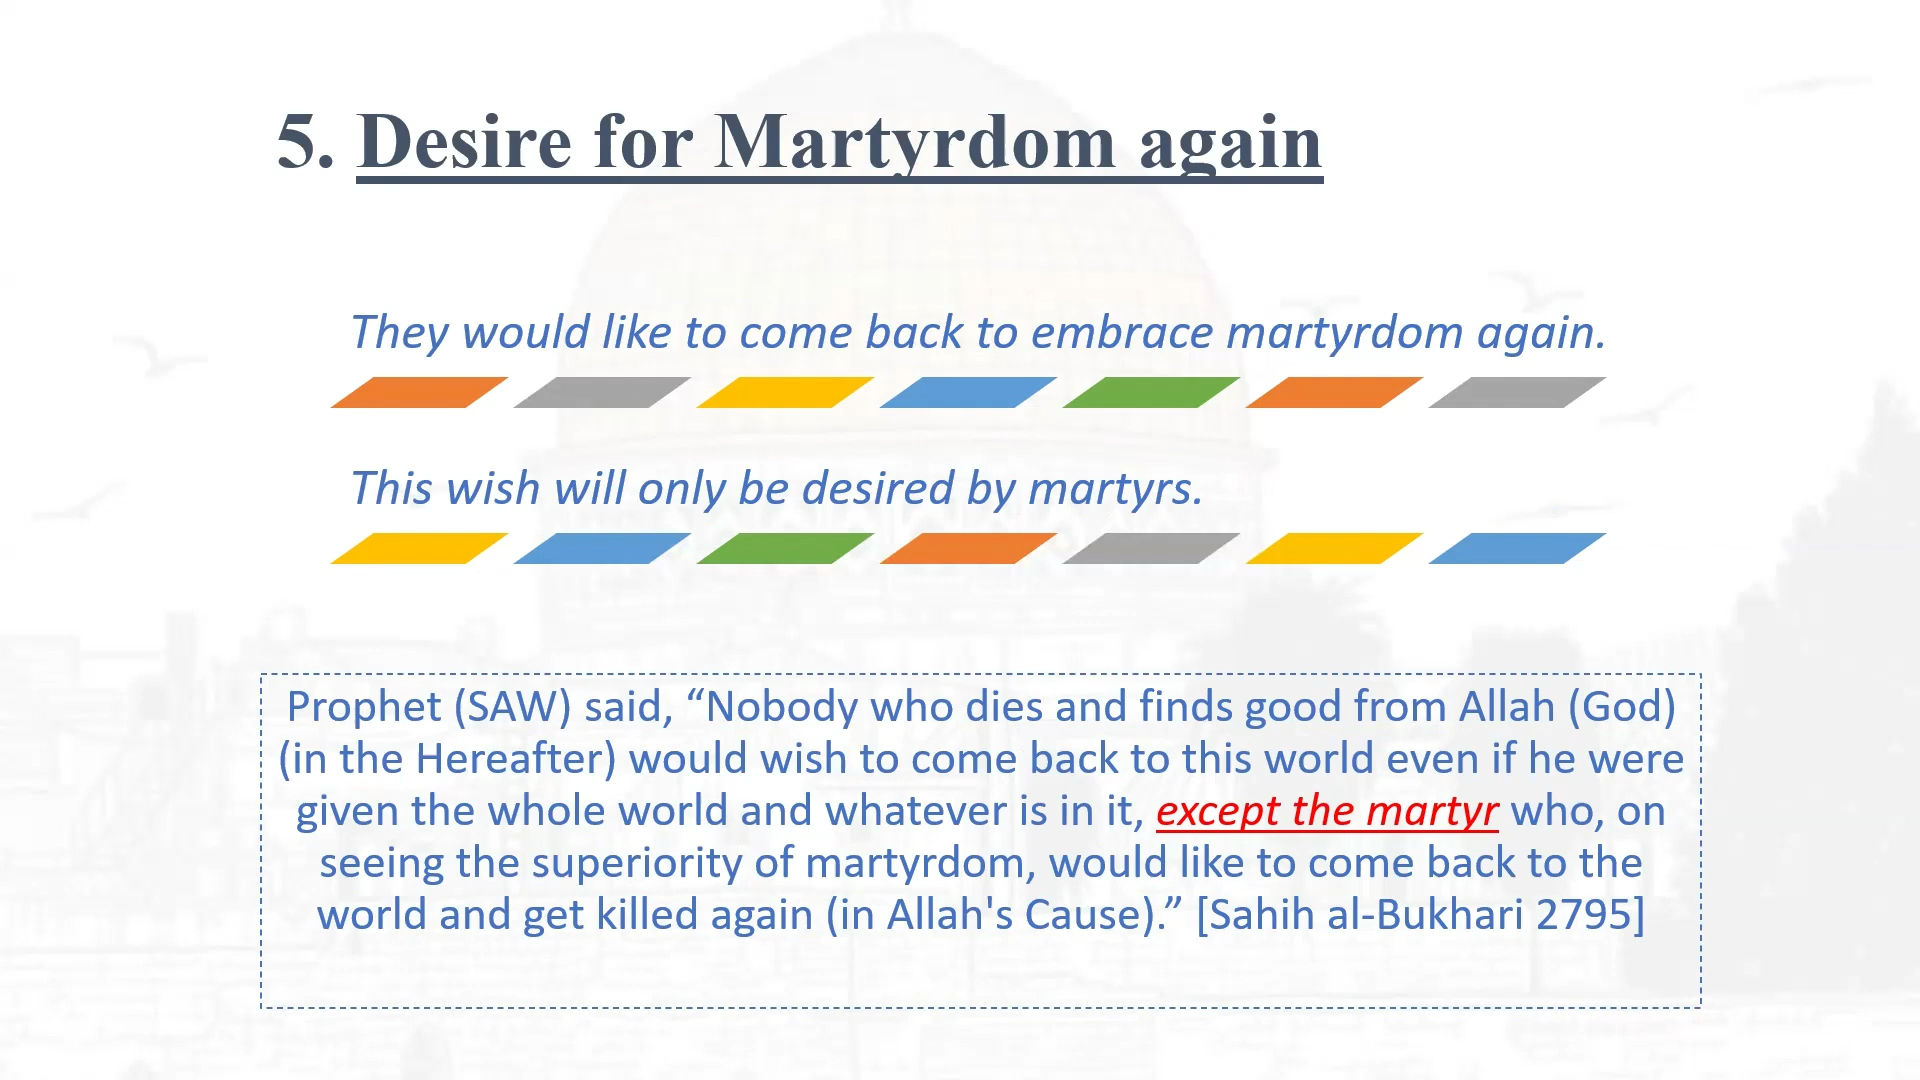 5. Desire for Martyrdom again
They would like to come back to embrace martyrdom again.
This wish will only be desired by martyrs.
Prophet (SAW) said, “Nobody who dies and finds good from Allah (God)
(in the Hereafter) would wish to come back to this world even if he were
given the whole world and whatever is in it, except the martyr who, on
seeing the superiority of martyrdom, would like to come back to the
world and get killed again (in Allah's Cause).” [Sahih al-Bukhari 2795]